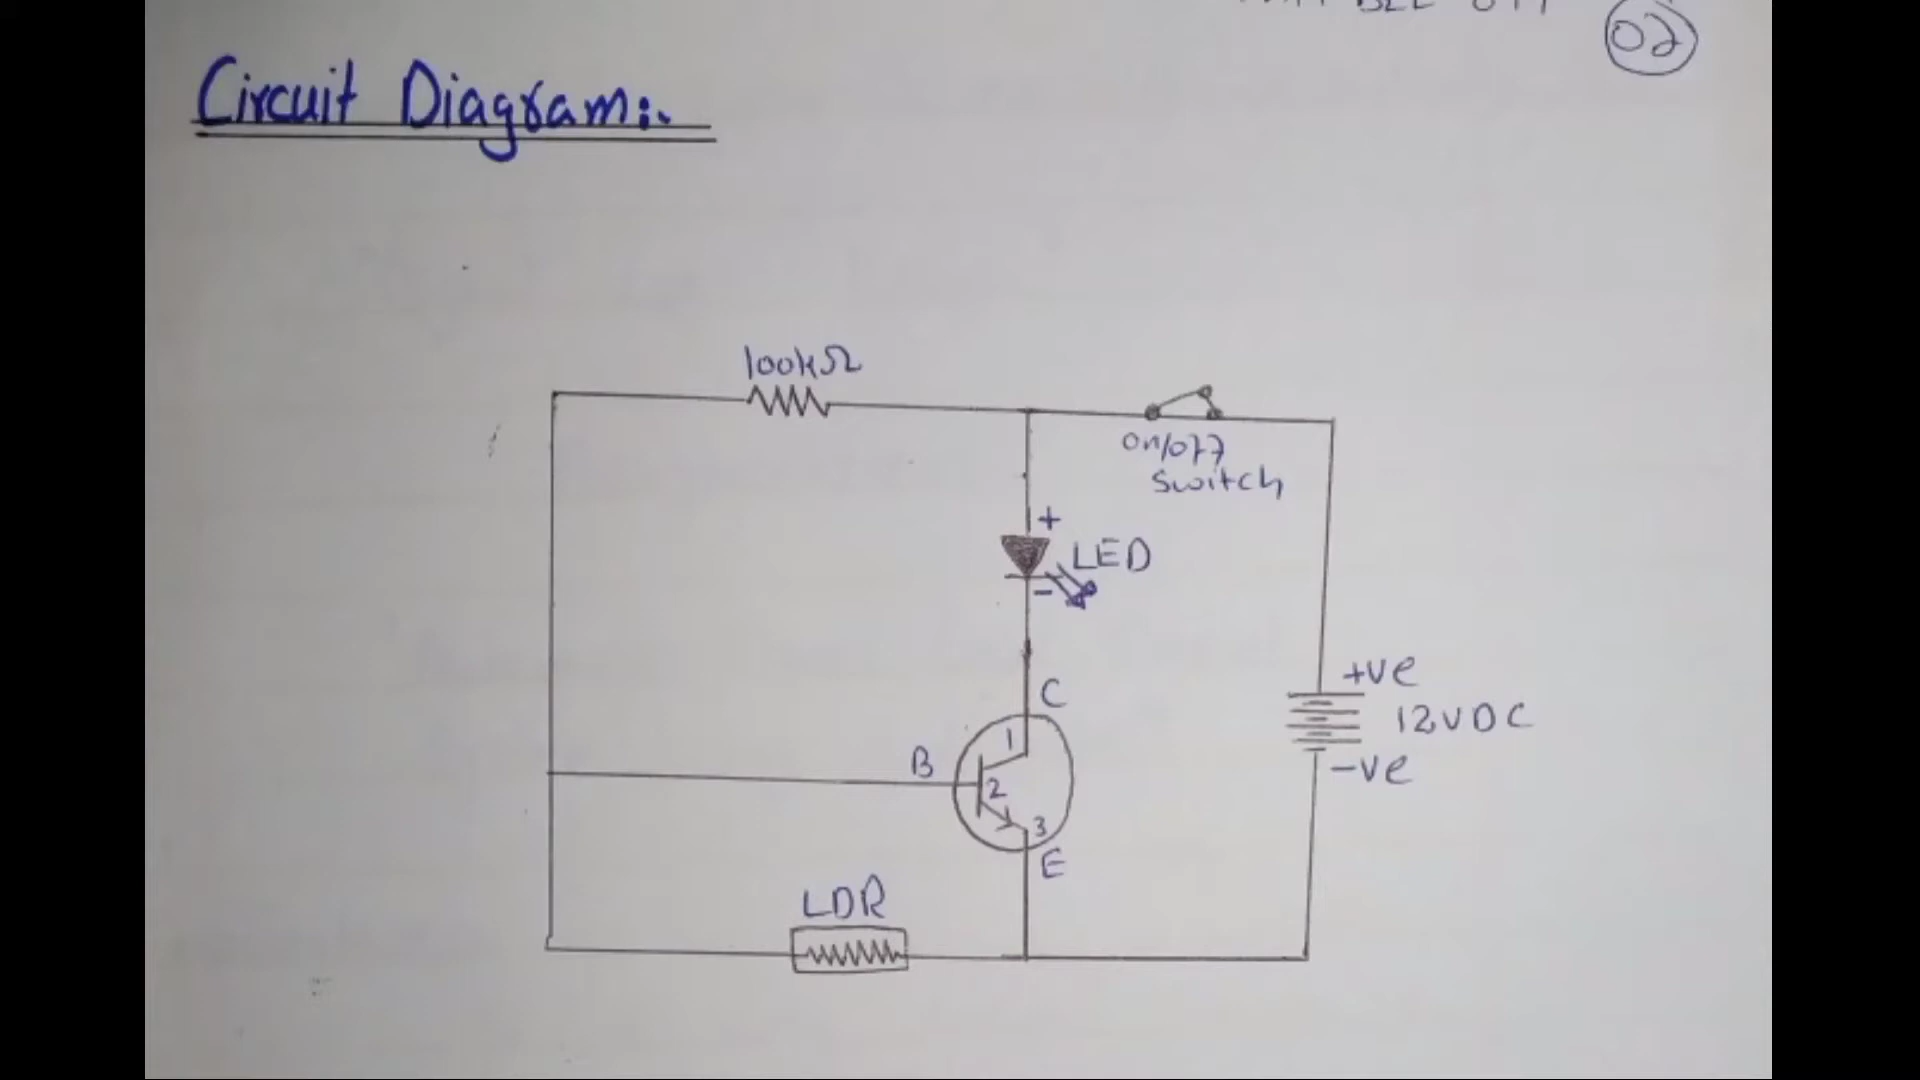 02
Circuit Diagram:-
100kΩ
on/off
Switch
+
LED
-
C
+ve
12VDC
-ve
B
1
2
3
E
LDR